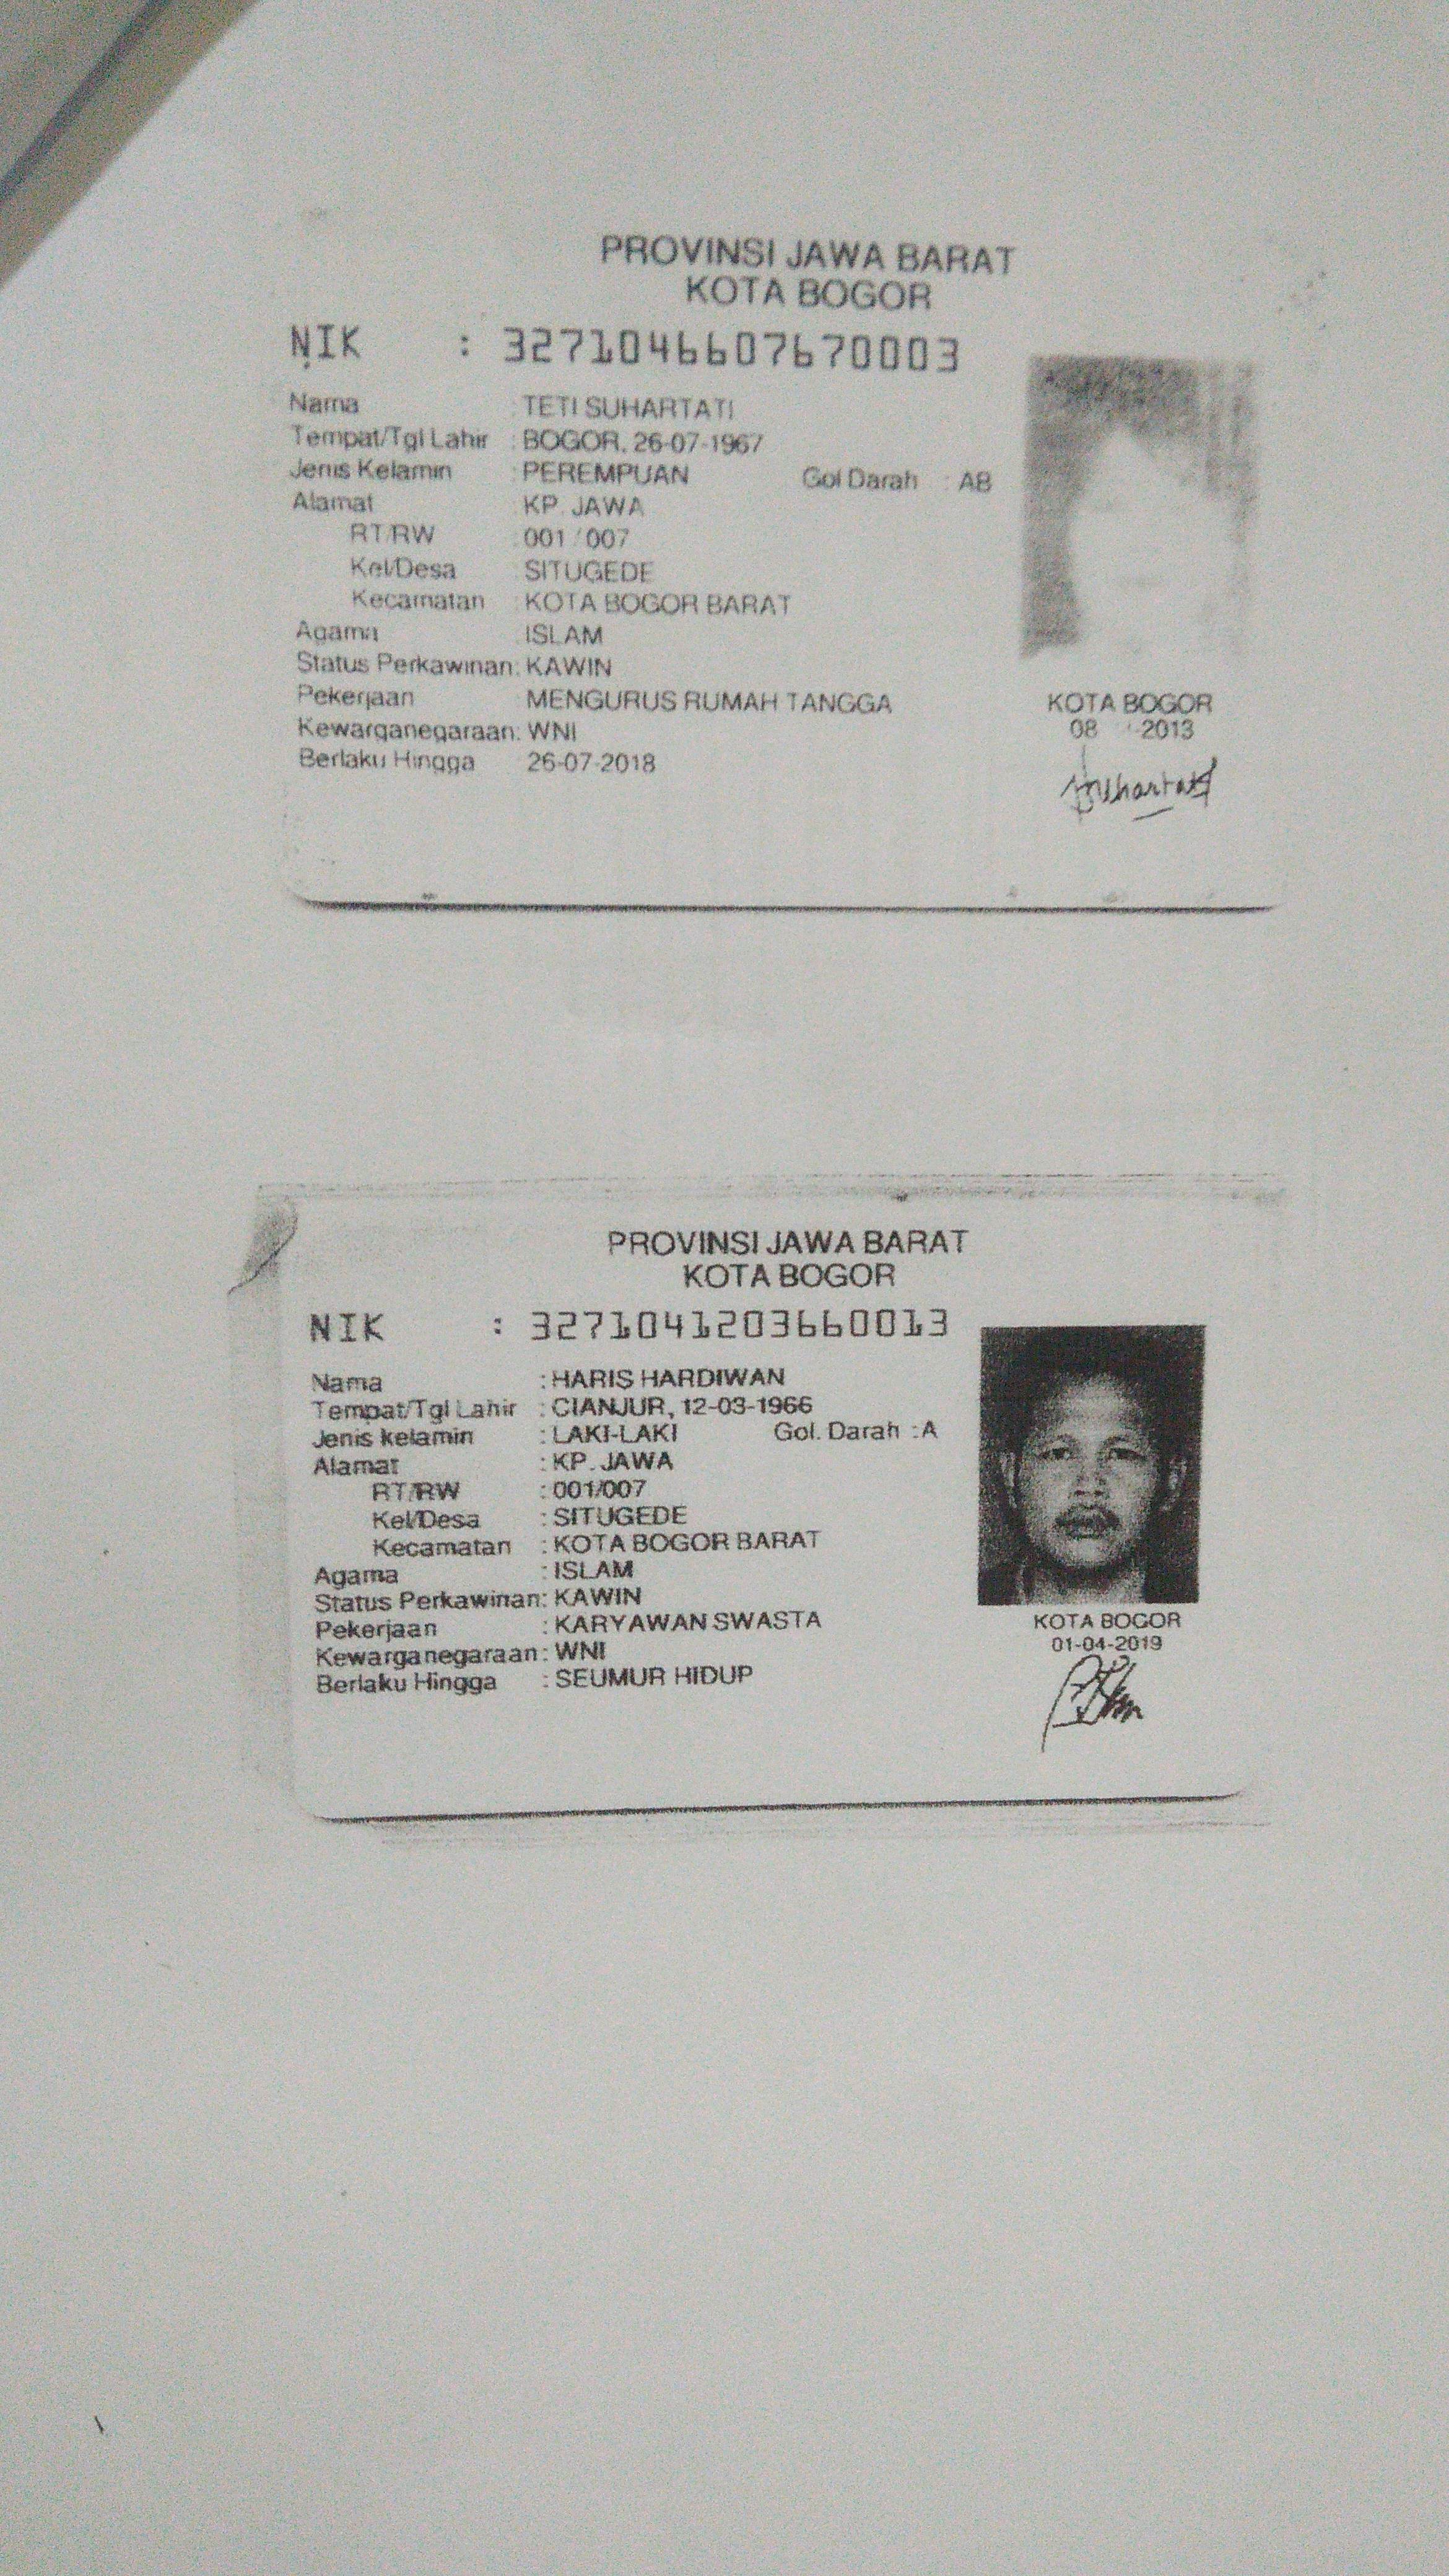 PROVINSI JAWA BARAT
KOTA BOGOR
NIK : 3271046607670003
Nama TETI SUHARTATI
Tempat/Tgl Lahir : BOGOR, 26-07-1967
Jenis Kelamin PEREMPUAN Gol Darah : AB
Alamat KP. JAWA
RT/RW 001 / 007
Kel/Desa SITUGEDE
Kecamatan KOTA BOGOR BARAT
Agama ISLAM
Status Perkawinan: KAWIN
Pekerjaan MENGURUS RUMAH TANGGA
Kewarganegaraan: WNI
Berlaku Hingga 26-07-2018
KOTA BOGOR
08 2013
Suhartati
PROVINSI JAWA BARAT
KOTA BOGOR
NIK : 3271041203660013
Nama : HARIS HARDIWAN
Tempat/Tgl Lahir : CIANJUR, 12-03-1966
Jenis kelamin : LAKI-LAKI Gol. Darah : A
Alamat : KP. JAWA
RT/RW : 001/007
Kel/Desa : SITUGEDE
Kecamatan : KOTA BOGOR BARAT
Agama : ISLAM
Status Perkawinan: KAWIN
Pekerjaan : KARYAWAN SWASTA
Kewarganegaraan: WNI
Berlaku Hingga : SEUMUR HIDUP
KOTA BOGOR
01-04-2019